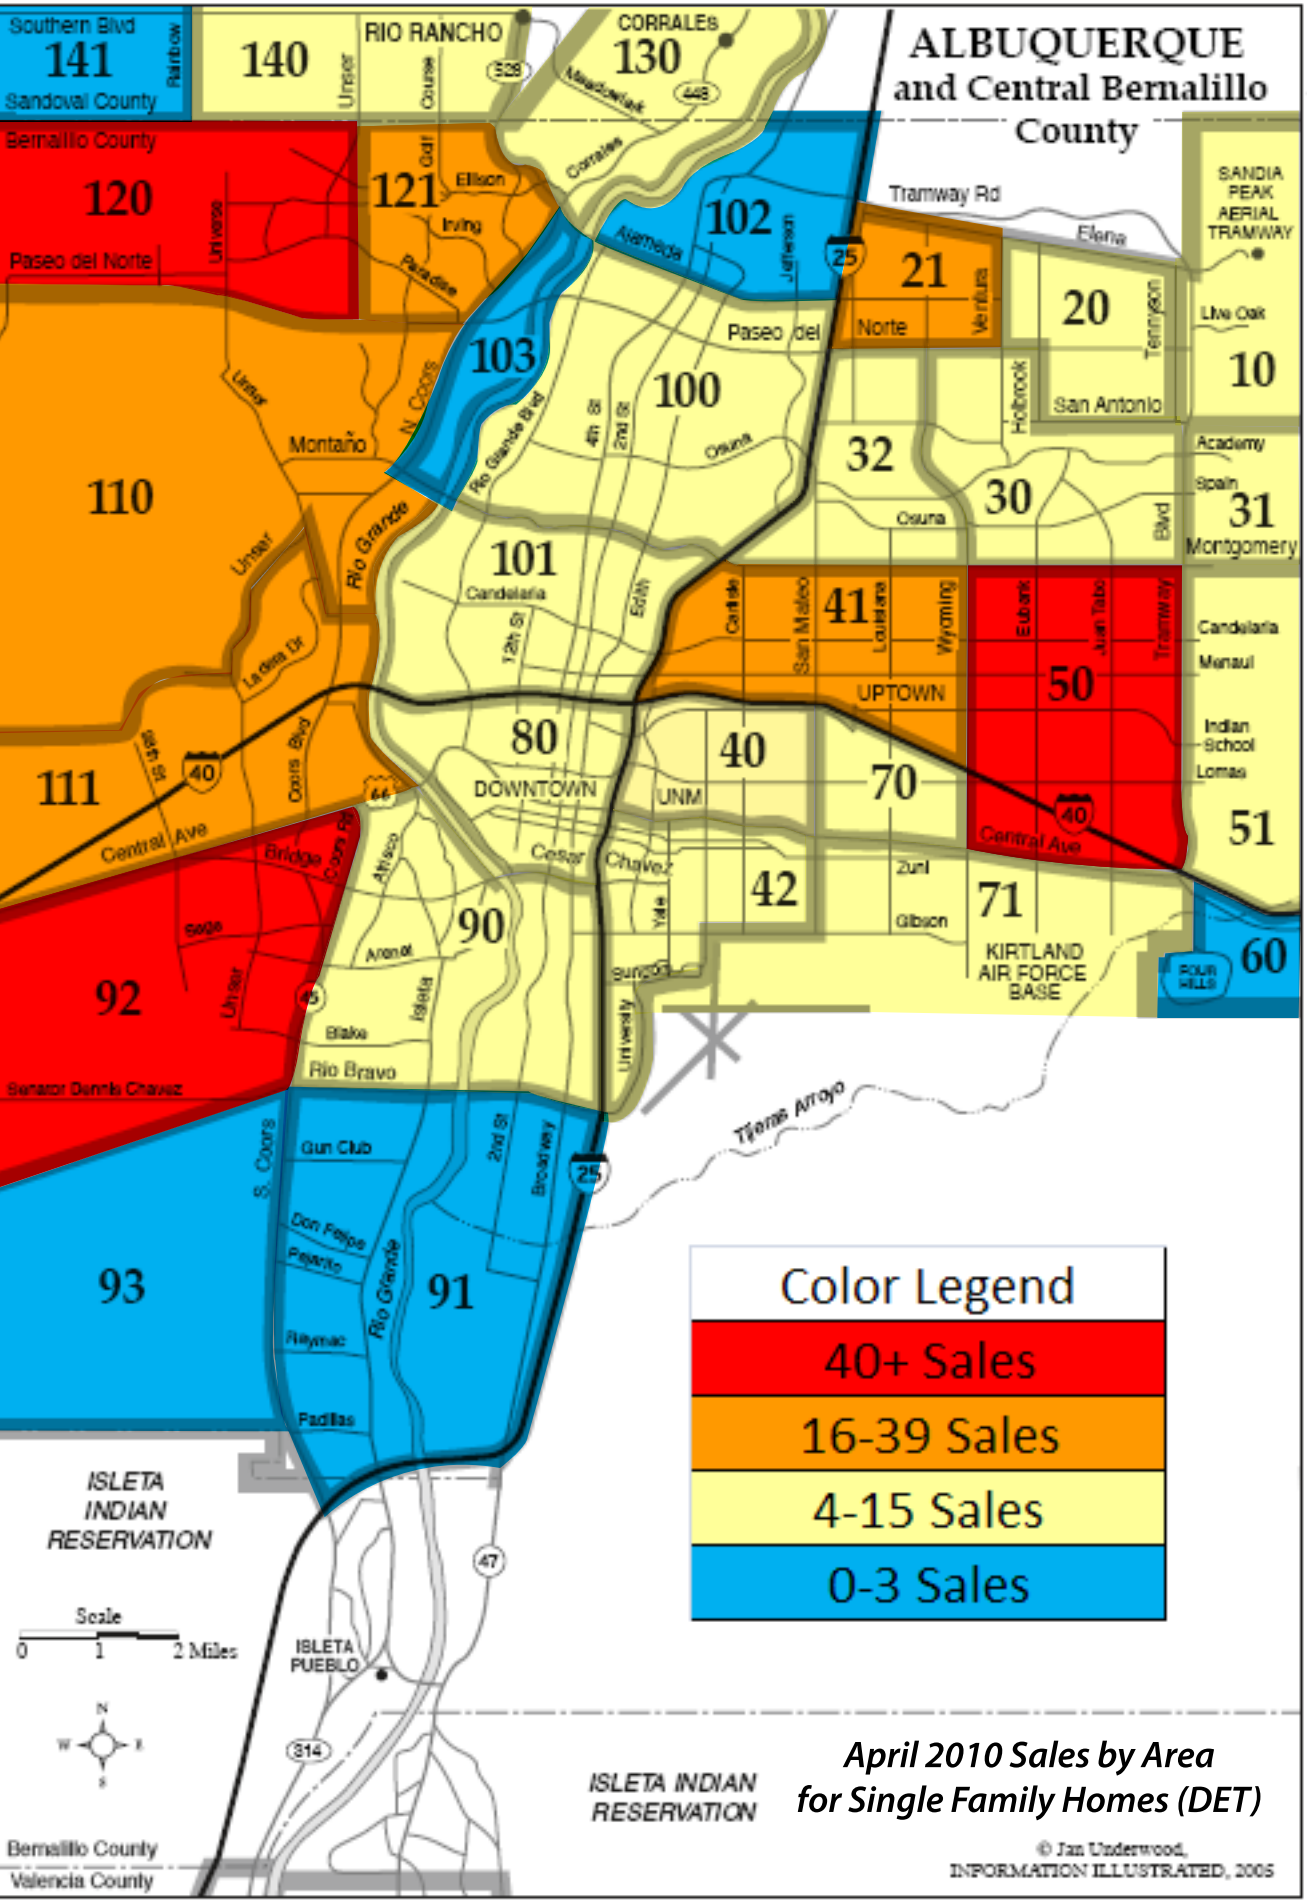 Southern Blvd
141
Rainbow
Sandoval County
140
Unser
RIO RANCHO
Course
528
CORRALES
130
Meadowlark
448
Corrales
ALBUQUERQUE
and Central Bernalillo
County
Bernalillo County
120
Universe
Paseo del Norte
121
Golf
Ellison
Irving
Paradise
102
Alameda
Jefferson
25
Tramway Rd
Elena
SANDIA
PEAK
AERIAL
TRAMWAY
21
Ventura
Norte
20
Tennyson
Live Oak
10
Holbrook
San Antonio
103
N. Coors
100
Paseo del
4th St
2nd St
Rio Grande Blvd
Osuna
Unser
Montaño
110
Unser
Rio Grande
32
Osuna
30
Blvd
Academy
Spain
31
Montgomery
101
Candelaria
12th St
Edith
Carlisle
San Mateo
41
Louisiana
Wyoming
UPTOWN
Eubank
Juan Tabo
Tramway
50
Candelaria
Menaul
Indian
School
Lomas
51
Ladera Dr
98th St
40
Coors Blvd
111
66
Central Ave
80
DOWNTOWN
40
UNM
70
40
Central Ave
Bridge
Coors Rd
Atrisco
Cesar Chavez
Zuni
42
Yale
Gibson
71
KIRTLAND
AIR FORCE
BASE
60
FOUR
HILLS
Sage
92
Unser
90
Arenal
45
Isleta
Blake
Rio Bravo
Sunport
University
Senator Dennis Chavez
Tijeras Arroyo
S. Coors
Gun Club
2nd St
Broadway
25
Don Felipe
Pajarito
Rio Grande
93
91
Raymac
Padillas
Color Legend
40+ Sales
16-39 Sales
4-15 Sales
0-3 Sales
ISLETA
INDIAN
RESERVATION
47
Scale
0 1 2 Miles
ISLETA
PUEBLO
N
W E
S
314
ISLETA INDIAN
RESERVATION
April 2010 Sales by Area
for Single Family Homes (DET)
Bernalillo County
Valencia County
© Jan Underwood,
INFORMATION ILLUSTRATED, 2005